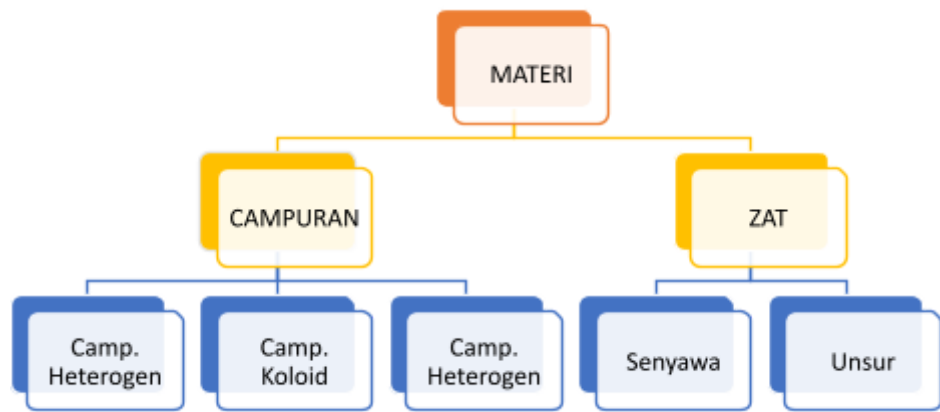 MATERI
CAMPURAN
ZAT
Camp.
Heterogen
Camp.
Koloid
Camp.
Heterogen
Senyawa
Unsur